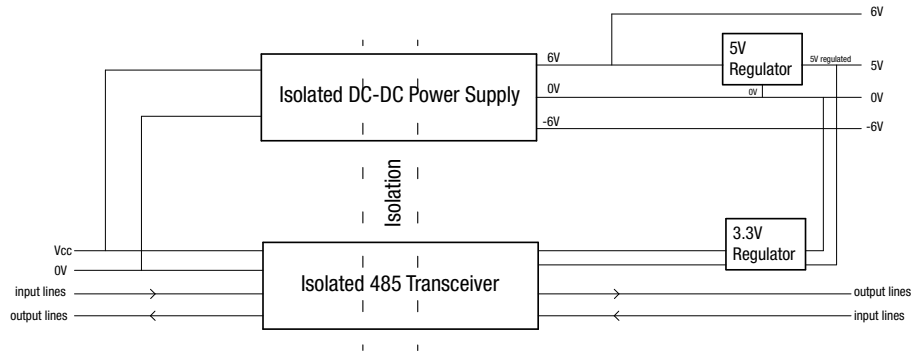 6V
6V
5V
Regulator
5V regulated
5V
Isolated DC-DC Power Supply
0V
0V
0V
-6V
-6V
Isolation
3.3V
Regulator
Vcc
0V
Isolated 485 Transceiver
input lines
output lines
output lines
input lines